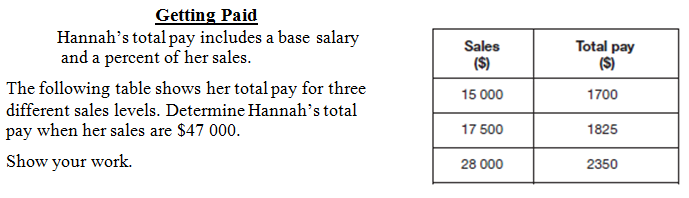 Getting Paid
Hannah's total pay includes a base salary
and a percent of her sales.
The following table shows her total pay for three
different sales levels. Determine Hannah's total
pay when her sales are $47 000.
Show your work.
Sales Total pay
($) ($)
15 000 1700
17 500 1825
28 000 2350